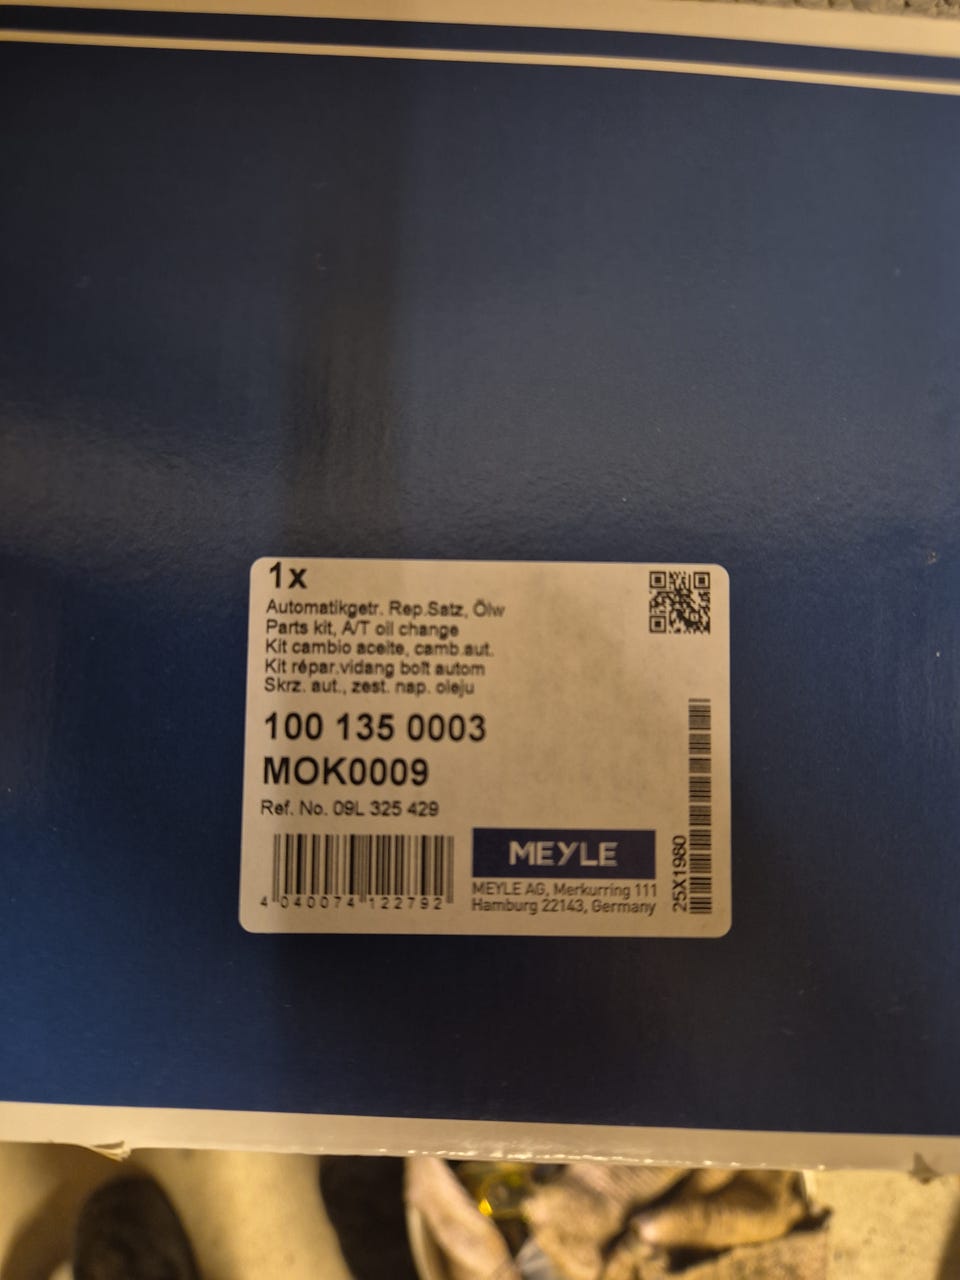 1x
Automatikgetr. Rep.Satz, Ölw
Parts kit, A/T oil change
Kit cambio aceite, camb.aut.
Kit répar.vidang boît autom
Skrz. aut., zest. nap. oleju
100 135 0003
MOK0009
Ref. No. 09L 325 429
4 040074 122792
MEYLE
MEYLE AG, Merkurring 111
Hamburg 22143, Germany
25X1980